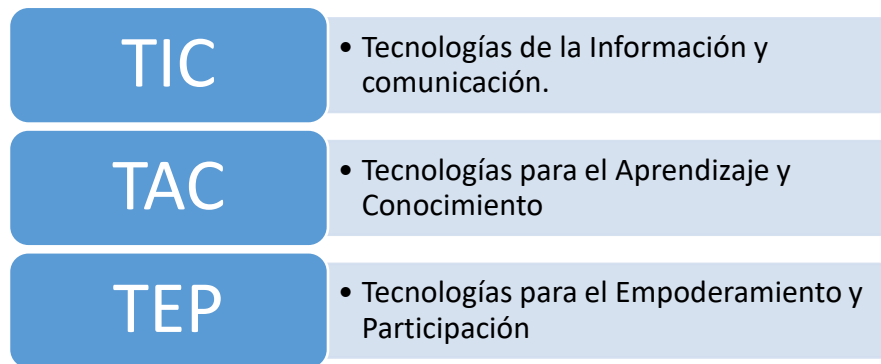 TIC
• Tecnologías de la Información y
comunicación.
TAC
• Tecnologías para el Aprendizaje y
Conocimiento
TEP
• Tecnologías para el Empoderamiento y
Participación